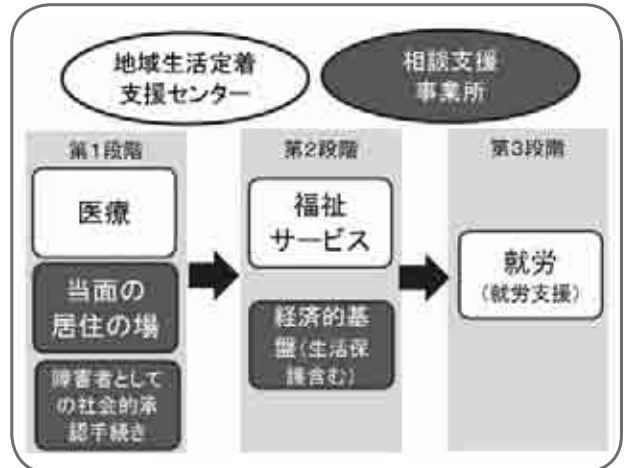 地域生活定着
支援センター
相談支援
事業所
第1段階
医療
当面の
居住の場
障害者として
の社会的承
認手続き
第2段階
福祉
サービス
経済的基
盤(生活保
護含む)
第3段階
就労
(就労支援)